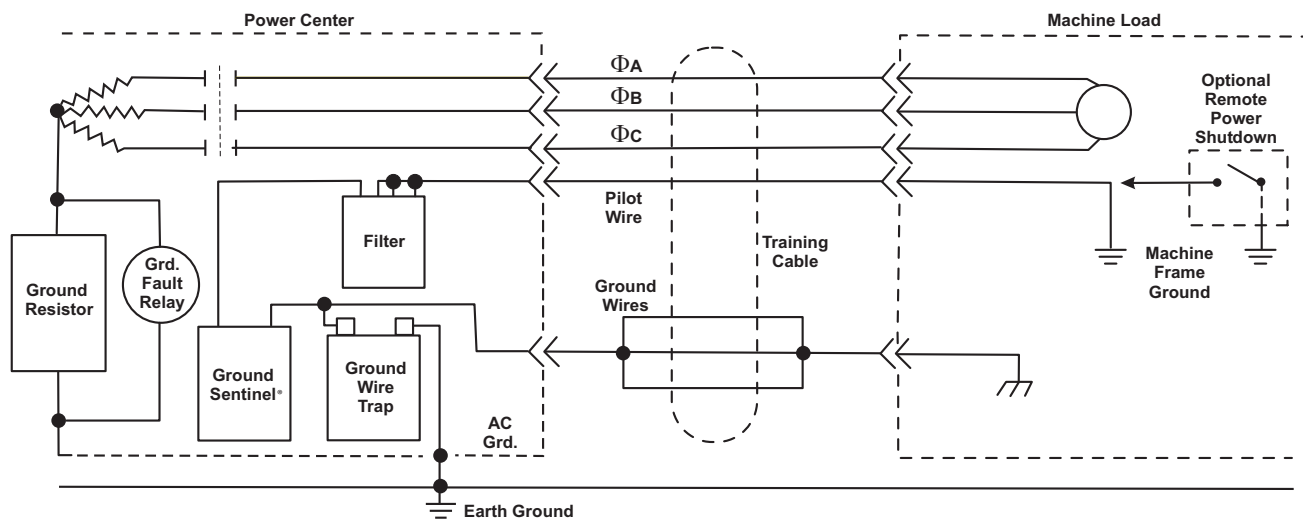 Power Center
Machine Load
ΦA
ΦB
ΦC
Optional
Remote
Power
Shutdown
Pilot
Wire
Filter
Training
Cable
Machine
Frame
Ground
Ground
Resistor
Grd.
Fault
Relay
Ground
Wires
Ground
Sentinel®
Ground
Wire
Trap
AC
Grd.
Earth Ground